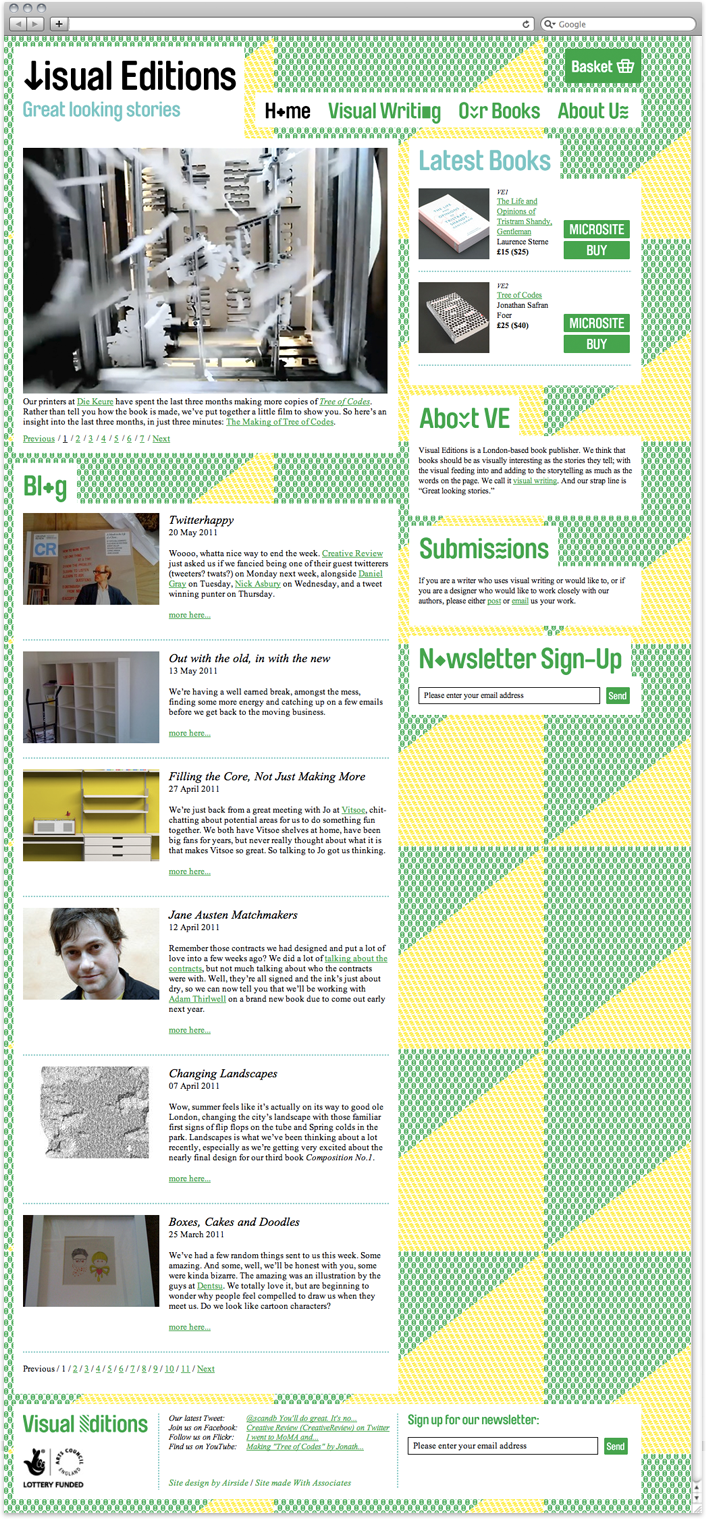 Google
Visual Editions
Great looking stories
Basket
Home Visual Writing Our Books About Us
Our printers at Die Keure have spent the last three months making more copies of Tree of Codes.
Rather than tell you how the book is made, we've put together a little film to show you. So here's an
insight into the last three months, in just three minutes: The Making of Tree of Codes.
Previous / 1 / 2 / 3 / 4 / 5 / 6 / 7 / Next
Latest Books
VE1
The Life and
Opinions of
Tristram Shandy,
Gentleman
Laurence Sterne
£15 ($25)
MICROSITE
BUY
VE2
Tree of Codes
Jonathan Safran
Foer
£25 ($40)
MICROSITE
BUY
About VE
Visual Editions is a London-based book publisher. We think that
books should be as visually interesting as the stories they tell; with
the visual feeding into and adding to the storytelling as much as the
words on the page. We call it visual writing. And our strap line is
“Great looking stories.”
Submissions
If you are a writer who uses visual writing or would like to, or if
you are a designer who would like to work closely with our
authors, please either post or email us your work.
Newsletter Sign-Up
Please enter your email address
Send
Blog
CR
Twitterhappy
20 May 2011
Woooo, whatta nice way to end the week. Creative Review
just asked us if we fancied being one of their guest twitterers
(tweeters? twats?) on Monday next week, alongside Daniel
Gray on Tuesday, Nick Asbury on Wednesday, and a tweet
winning punter on Thursday.
more here...
Out with the old, in with the new
13 May 2011
We're having a well earned break, amongst the mess,
finding some more energy and catching up on a few emails
before we get back to the moving business.
more here...
Filling the Core, Not Just Making More
27 April 2011
We're just back from a great meeting with Jo at Vitsoe, chit-
chatting about potential areas for us to do something fun
together. We both have Vitsoe shelves at home, have been
big fans for years, but never really thought about what it is
that makes Vitsoe so great. So talking to Jo got us thinking.
more here...
Jane Austen Matchmakers
12 April 2011
Remember those contracts we had designed and put a lot of
love into a few weeks ago? We did a lot of talking about the
contracts, but not much talking about who the contracts
were with. Well, they're all signed and the ink's just about
dry, so we can now tell you that we'll be working with
Adam Thirlwell on a brand new book due to come out early
next year.
more here...
Changing Landscapes
07 April 2011
Wow, summer feels like it's actually on its way to good ole
London, changing the city's landscape with those familiar
first signs of flip flops on the tube and Spring colds in the
park. Landscapes is what we've been thinking about a lot
recently, especially as we're getting very excited about the
nearly final design for our third book Composition No.1.
more here...
Boxes, Cakes and Doodles
25 March 2011
We've had a few random things sent to us this week. Some
amazing. And some, well, we'll be honest with you, some
were kinda bizarre. The amazing was an illustration by the
guys at Dentsu. We totally love it, but are beginning to
wonder why people feel compelled to draw us when they
meet us. Do we look like cartoon characters?
more here...
Previous / 1 / 2 / 3 / 4 / 5 / 6 / 7 / 8 / 9 / 10 / 11 / Next
Visual Editions
ARTS COUNCIL
ENGLAND
LOTTERY FUNDED
Our latest Tweet: @scandb You'll do great. It's no...
Join us on Facebook: Creative Review (CreativeReview) on Twitter
Follow us on Flickr: I went to MoMA and...
Find us on YouTube: Making "Tree of Codes" by Jonath...
Site design by Airside / Site made With Associates
Sign up for our newsletter:
Please enter your email address
Send